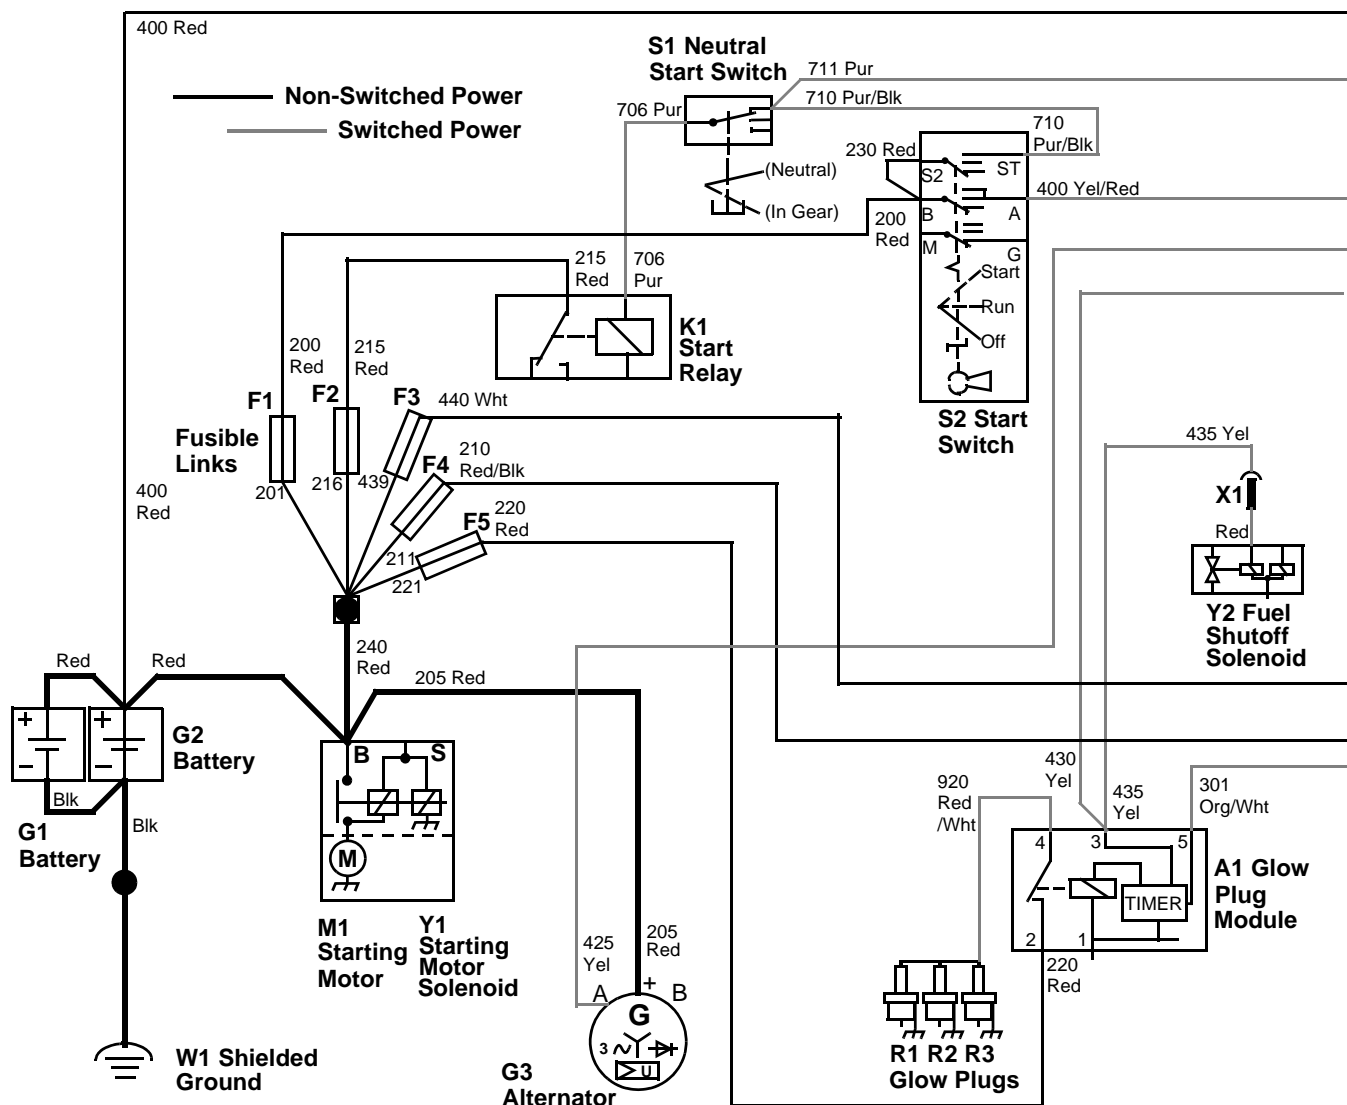 400 Red
S1 Neutral
Start Switch
711 Pur
Non-Switched Power
706 Pur
710 Pur/Blk
Switched Power
710
Pur/Blk
230 Red
S2
ST
(Neutral)
400 Yel/Red
(In Gear)
200
Red
B
A
M
G
215
Red
706
Pur
Start
Run
Off
K1
Start
Relay
200
Red
215
Red
F1
F2
F3
440 Wht
S2 Start
Switch
Fusible
Links
F4
210
Red/Blk
435 Yel
201
216
439
400
Red
X1
F5
220
Red
Red
211
221
Y2 Fuel
Shutoff
Solenoid
240
Red
Red
Red
205 Red
+
−
+
−
G2
Battery
B
S
430
Yel
Blk
Blk
920
Red
/Wht
435
Yel
301
Org/Wht
G1
Battery
4
3
5
M
A1 Glow
Plug
Module
TIMER
M1
Starting
Motor
Y1
Starting
Motor
Solenoid
425
Yel
205
Red
2
1
220
Red
A
+
B
G
3
U
W1 Shielded
Ground
R1 R2 R3
Glow Plugs
G3
Alternator